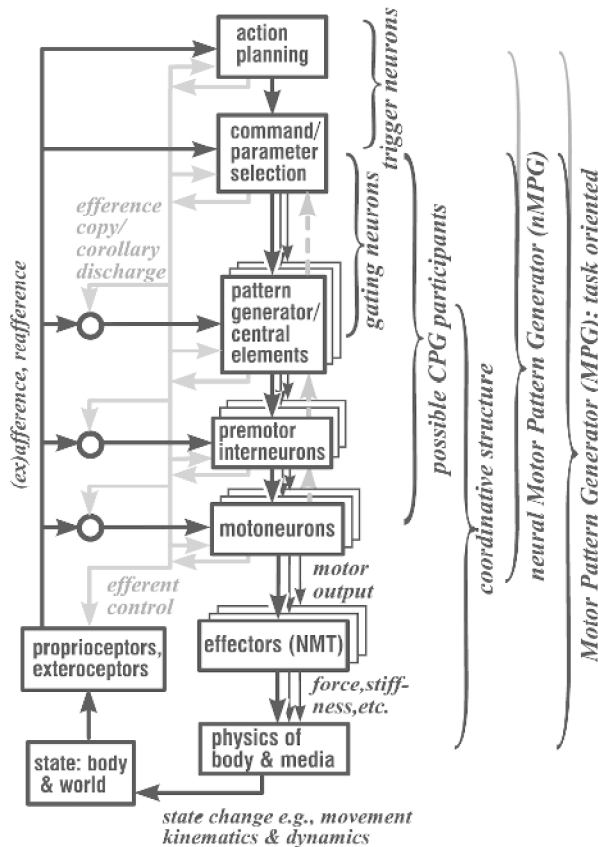 action
planning
command/
parameter
selection
efference
copy/
corollary
discharge
pattern
generator/
central
elements
premotor
interneurons
motoneurons
efferent
control
motor
output
proprioceptors,
exteroceptors
effectors (NMT)
force,stiff-
ness,etc.
physics of
body & media
state: body
& world
state change e.g., movement
kinematics & dynamics
(ex)afference, reafference
trigger neurons
gating neurons
possible CPG participants
coordinative structure
neural Motor Pattern Generator (nMPG)
Motor Pattern Generator (MPG): task oriented